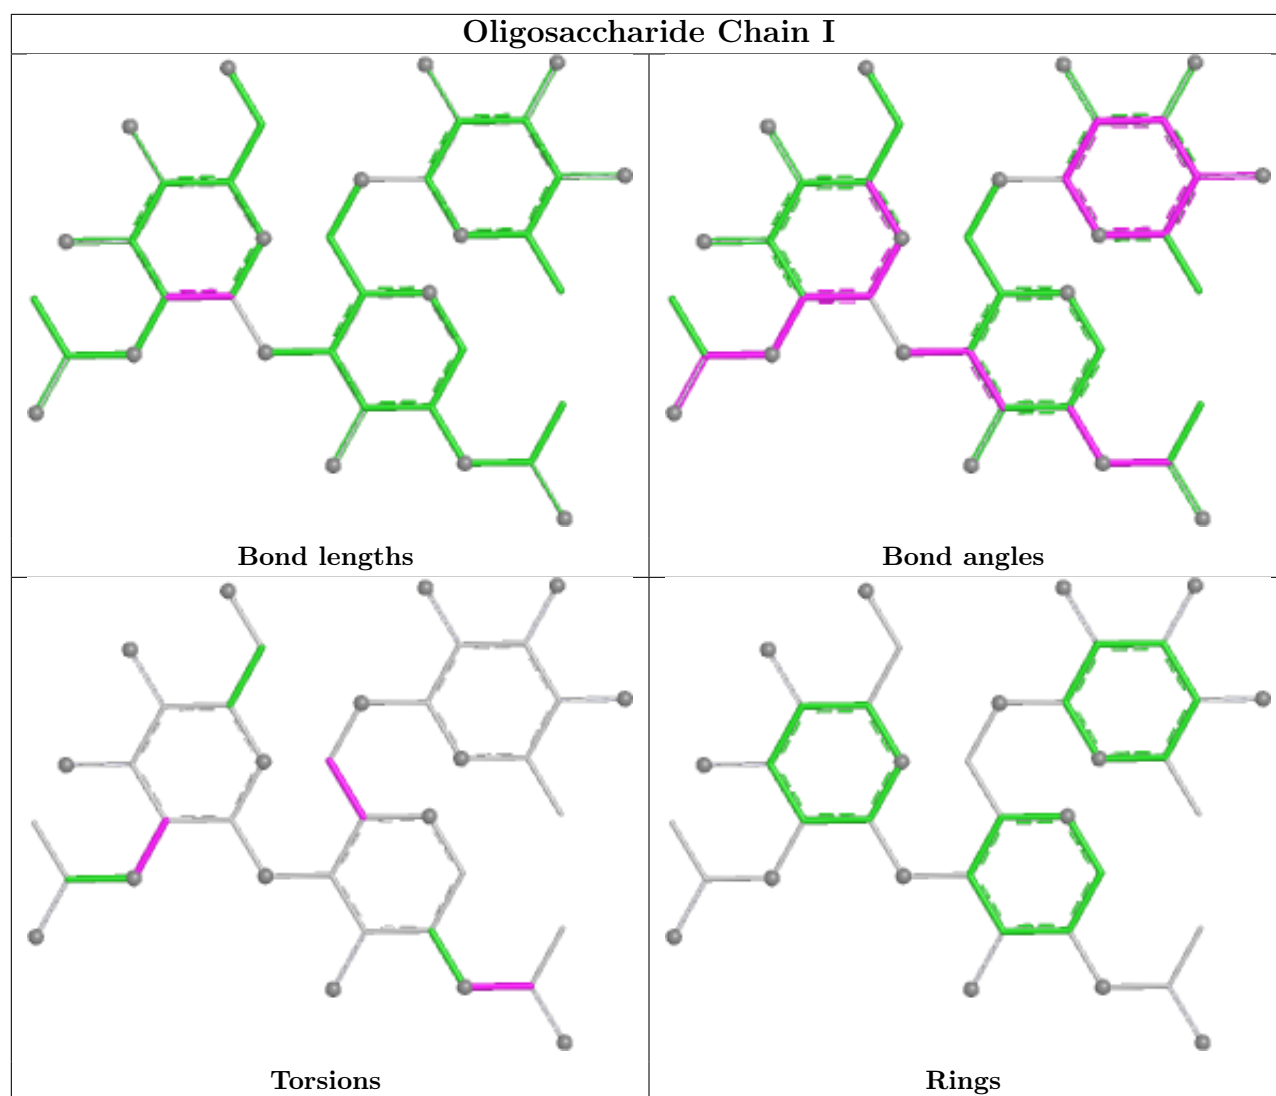 Oligosaccharide Chain I
Bond lengths
Bond angles
Torsions
Rings